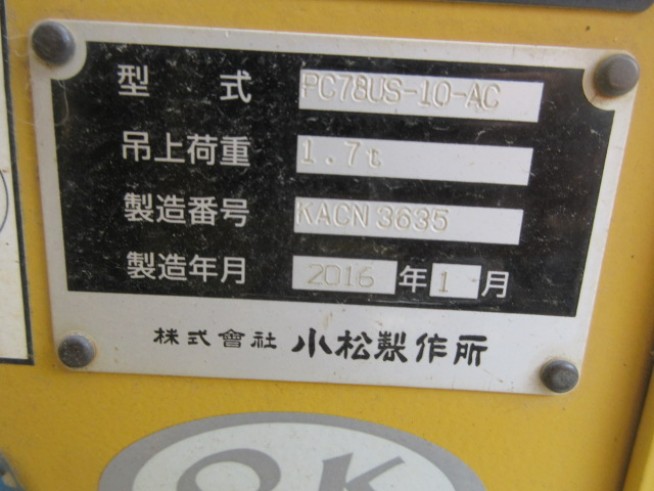 型式 PC78US-10-AC
吊上荷重 1.7t
製造番号 KACN 3635
製造年月 2016 年 1 月
株式會社 小松製作所
OK